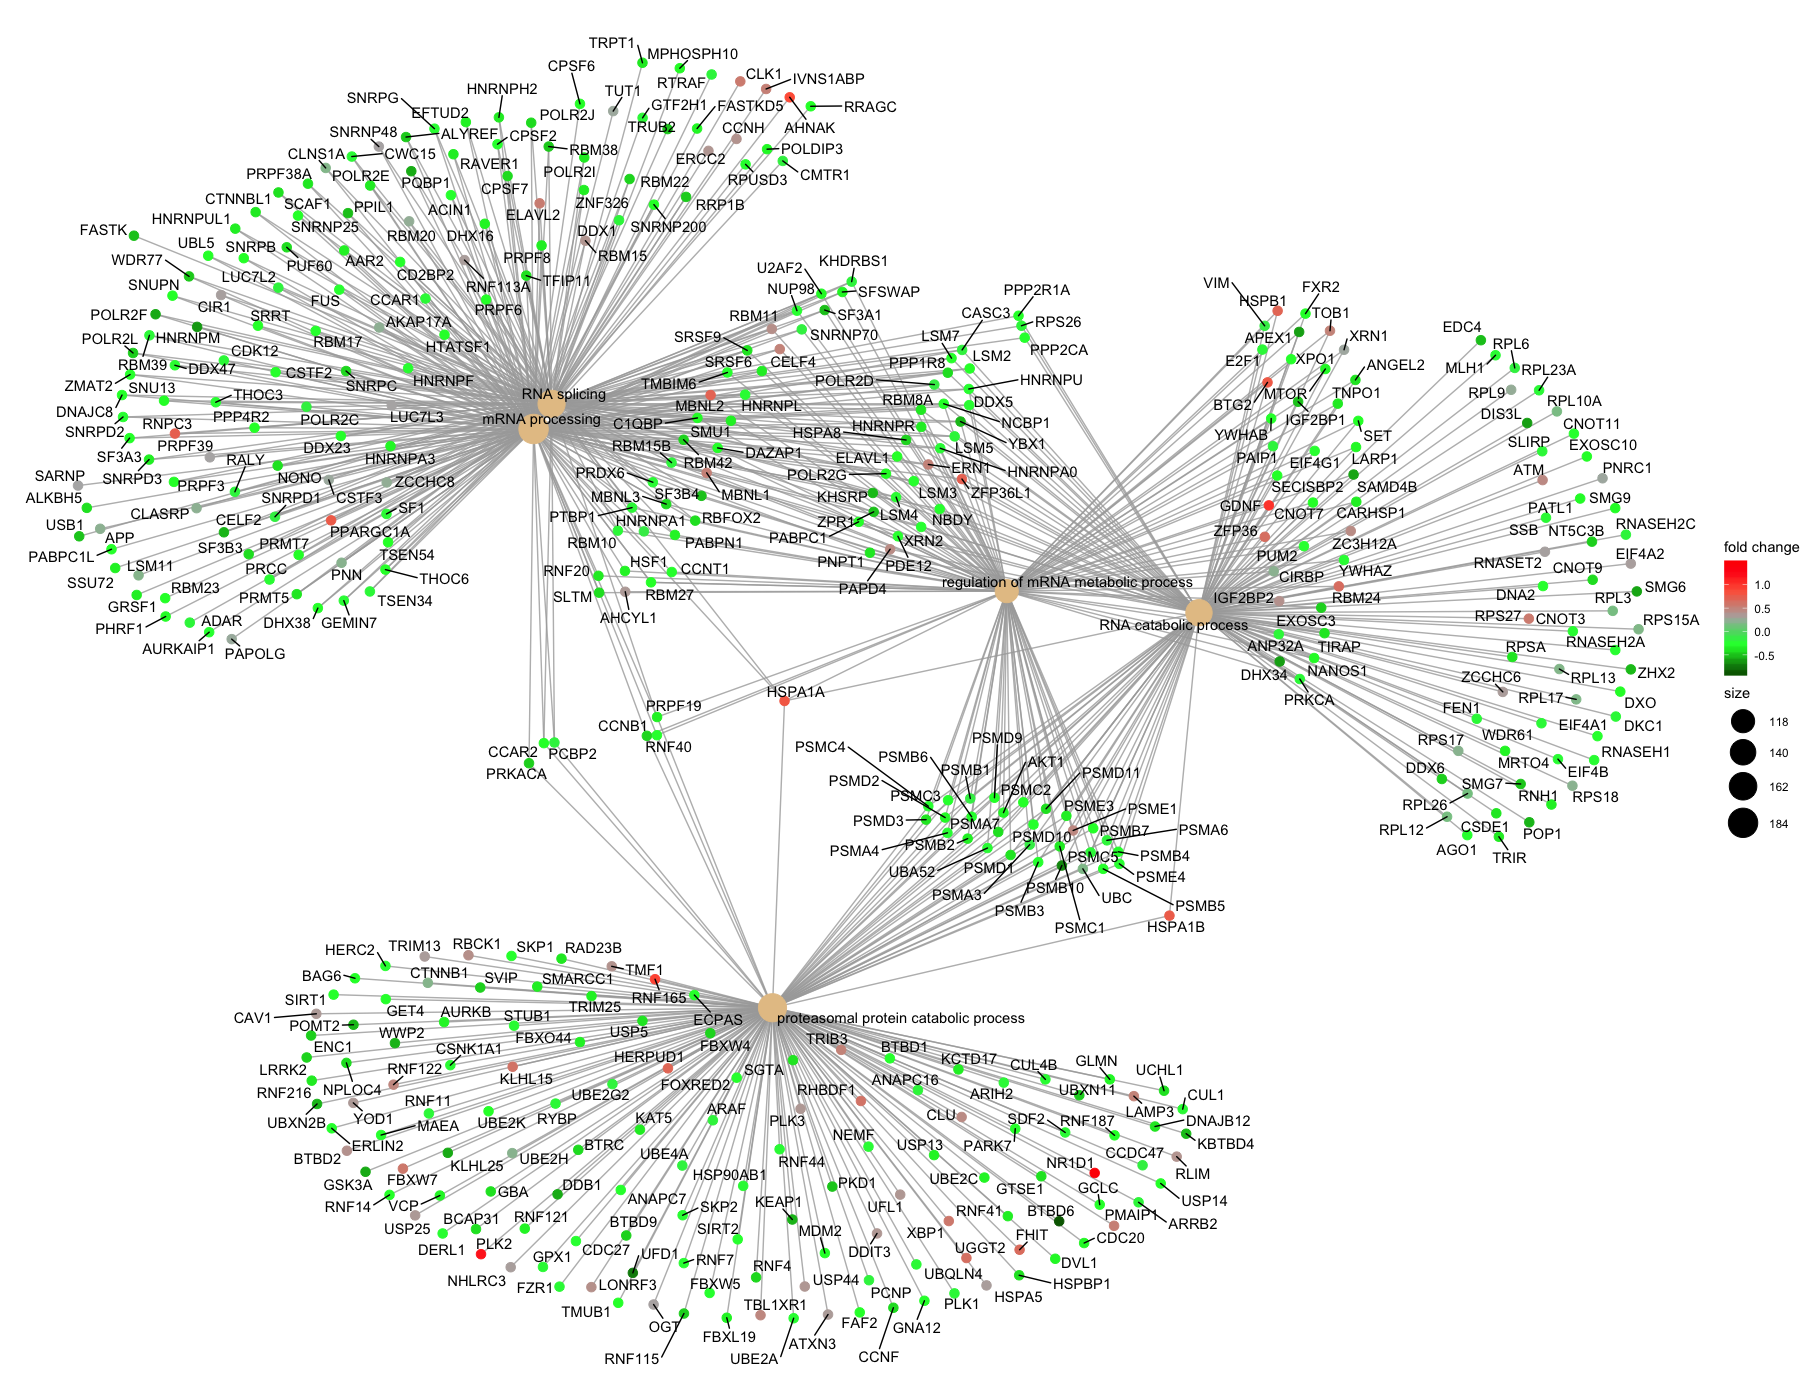 TRPT1
MPHOSPH10
CPSF6
RTRAF
CLK1
IVNS1ABP
SNRPG
HNRNPH2
TUT1
EFTUD2
POLR2J
GTF2H1
FASTKD5
RRAGC
SNRNP48
ALYREF
CPSF2
TRUB2
CCNH
AHNAK
CLNS1A
CWC15
RAVER1
RBM38
ERCC2
POLDIP3
PRPF38A
POLR2E
PQBP1
CPSF7
POLR2I
RBM22
RPUSD3
CMTR1
CTNNBL1
SCAF1
PPIL1
ACIN1
ELAVL2
ZNF326
RRP1B
HNRNPUL1
SNRNP25
RBM20
DHX16
DDX1
SNRNP200
FASTK
UBL5
SNRPB
PUF60
AAR2
CD2BP2
PRPF8
RBM15
WDR77
LUC7L2
RNF113A
TFIP11
SNUPN
CIR1
FUS
CCAR1
PRPF6
POLR2F
SRRT
AKAP17A
POLR2L
HNRNPM
RBM17
HTATSF1
RBM39
CDK12
ZMAT2
DDX47
CSTF2
SNRPC
HNRNPF
SNU13
THOC3
DNAJC8
RNPC3
PPP4R2
POLR2C
LUC7L3
SNRPD2
PRPF39
DDX23
SF3A3
HNRNPA3
SARNP
SNRPD3
RALY
NONO
ZCCHC8
PRPF3
ALKBH5
SNRPD1
CSTF3
SF1
USB1
CLASRP
CELF2
PPARGC1A
APP
SF3B3
PRMT7
TSEN54
PABPC1L
LSM11
PRCC
PNN
THOC6
SSU72
RBM23
PRMT5
TSEN34
GRSF1
DHX38
GEMIN7
PHRF1
ADAR
AURKAIP1
PAPOLG
RNA splicing
mRNA processing
U2AF2
KHDRBS1
NUP98
SFSWAP
RBM11
SF3A1
SRSF9
SNRNP70
SRSF6
CELF4
TMBIM6
MBNL2
HNRNPL
C1QBP
SMU1
RBM15B
DAZAP1
RBM42
PRDX6
MBNL1
MBNL3
SF3B4
PTBP1
HNRNPA1
RBFOX2
RBM10
PABPN1
RNF20
HSF1
CCNT1
SLTM
RBM27
AHCYL1
PPP2R1A
CASC3
RPS26
LSM7
PPP2CA
PPP1R8
LSM2
POLR2D
HNRNPU
RBM8A
DDX5
HNRNPR
NCBP1
HSPA8
YBX1
ELAVL1
LSM5
POLR2G
ERN1
HNRNPA0
KHSRP
LSM3
ZFP36L1
ZPR1
LSM4
NBDY
PABPC1
XRN2
PNPT1
PDE12
PAPD4
regulation of mRNA metabolic process
RNA catabolic process
VIM
HSPB1
FXR2
TOB1
APEX1
XRN1
E2F1
XPO1
ANGEL2
BTG2
MTOR
TNPO1
IGF2BP1
YWHAB
SET
PAIP1
EIF4G1
LARP1
SECISBP2
GDNF
SAMD4B
CNOT7
CARHSP1
ZFP36
PUM2
ZC3H12A
CIRBP
YWHAZ
IGF2BP2
RBM24
EXOSC3
ANP32A
TIRAP
DHX34
NANOS1
PRKCA
EDC4
RPL6
MLH1
RPL23A
RPL9
RPL10A
DIS3L
CNOT11
SLIRP
EXOSC10
ATM
PNRC1
PATL1
SMG9
SSB
NT5C3B
RNASEH2C
RNASET2
EIF4A2
CNOT9
DNA2
SMG6
RPL3
RPS27
CNOT3
RPS15A
RPSA
RNASEH2A
ZCCHC6
RPL13
ZHX2
RPL17
DXO
FEN1
EIF4A1
DKC1
RPS17
WDR61
RNASEH1
MRTO4
EIF4B
DDX6
SMG7
RNH1
RPS18
RPL26
CSDE1
POP1
RPL12
AGO1
TRIR
fold change
1.0
0.5
0.0
-0.5
size
118
140
162
184
HSPA1A
PRPF19
CCNB1
RNF40
CCAR2
PCBP2
PRKACA
PSMD9
PSMC4
PSMB6
AKT1
PSMD2
PSMB1
PSMD11
PSMC3
PSMC2
PSME3
PSME1
PSMD3
PSMA7
PSMD10
PSMB7
PSMA6
PSMA4
PSMB2
PSMC5
PSMB4
UBA52
PSMD1
PSME4
PSMA3
PSMB10
UBC
PSMB3
PSMB5
PSMC1
HSPA1B
HERC2
TRIM13
RBCK1
SKP1
RAD23B
BAG6
CTNNB1
SVIP
SMARCC1
TMF1
SIRT1
GET4
TRIM25
RNF165
CAV1
POMT2
AURKB
STUB1
USP5
ECPAS
proteasomal protein catabolic process
ENC1
WWP2
FBXO44
FBXW4
LRRK2
CSNK1A1
HERPUD1
SGTA
TRIB3
BTBD1
RNF216
NPLOC4
RNF122
KLHL15
FOXRED2
RHBDF1
ANAPC16
KCTD17
CUL4B
GLMN
UCHL1
UBXN2B
YOD1
RNF11
UBE2K
RYBP
UBE2G2
ARAF
PLK3
CLU
ARIH2
UBXN11
LAMP3
CUL1
ERLIN2
MAEA
KAT5
NEMF
SDF2
RNF187
DNAJB12
BTBD2
KLHL25
UBE2H
BTRC
UBE4A
RNF44
USP13
PARK7
CCDC47
KBTBD4
GSK3A
FBXW7
HSP90AB1
NR1D1
RLIM
RNF14
VCP
GBA
DDB1
ANAPC7
KEAP1
PKD1
UBE2C
GTSE1
GCLC
USP14
USP25
BCAP31
RNF121
BTBD9
SKP2
UFL1
RNF41
BTBD6
PMAIP1
ARRB2
DERL1
PLK2
CDC27
UFD1
SIRT2
MDM2
DDIT3
XBP1
FHIT
CDC20
NHLRC3
GPX1
RNF7
RNF4
UGGT2
DVL1
FZR1
LONRF3
FBXW5
USP44
UBQLN4
HSPBP1
TMUB1
PCNP
HSPA5
OGT
TBL1XR1
PLK1
FBXL19
ATXN3
FAF2
GNA12
RNF115
UBE2A
CCNF